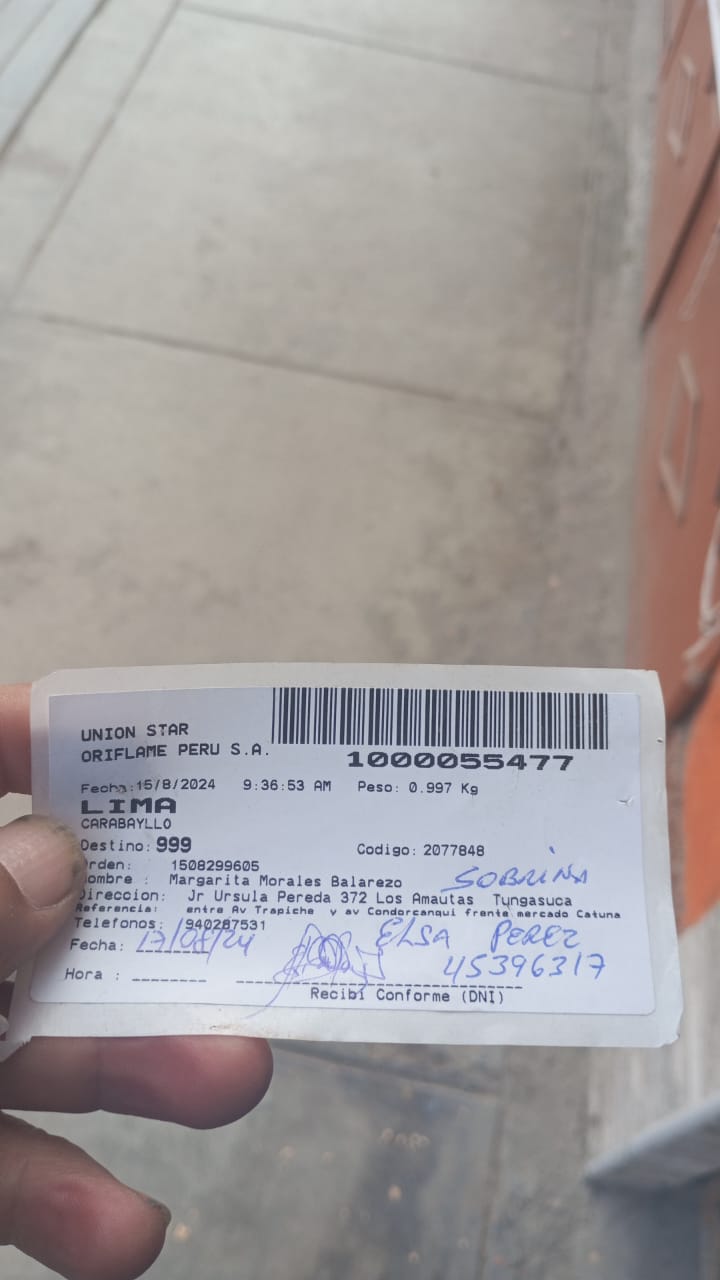 UNION STAR
ORIFLAME PERU S.A.
1000055477
Fecha:15/8/2024 9:36:53 AM Peso: 0.997 Kg
LIMA
CARABAYLLO
Destino: 999 Codigo: 2077848
Orden: 1508299605
Nombre : Margarita Morales Balarezo SOBRINA
Direccion: Jr Ursula Pereda 372 Los Amautas Tungasuca
Referencia: entre Av Trapiche y av Condorcanqui frente mercado Catuna
Telefonos: 940287531
Fecha: 17/08/24 ELSA PEREZ
Hora : 45396317
Recibi Conforme (DNI)